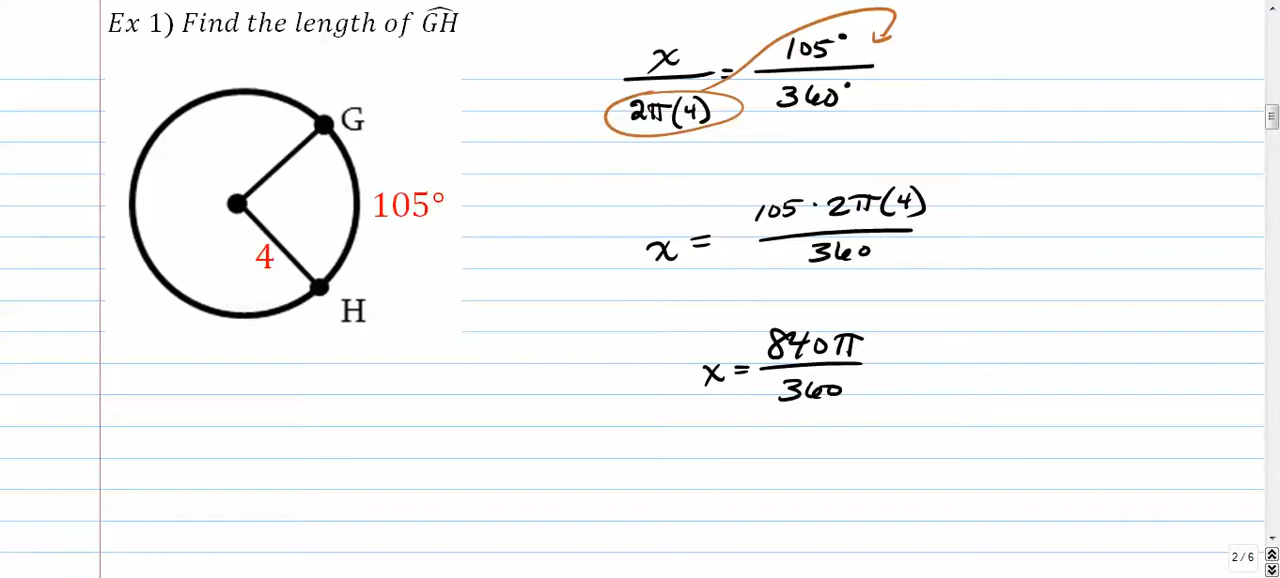 Ex 1) Find the length of G͡H
G
105°
4
H
x / 2π(4) = 105° / 360°
x = 105 · 2π(4) / 360
x = 840π / 360
2 / 6